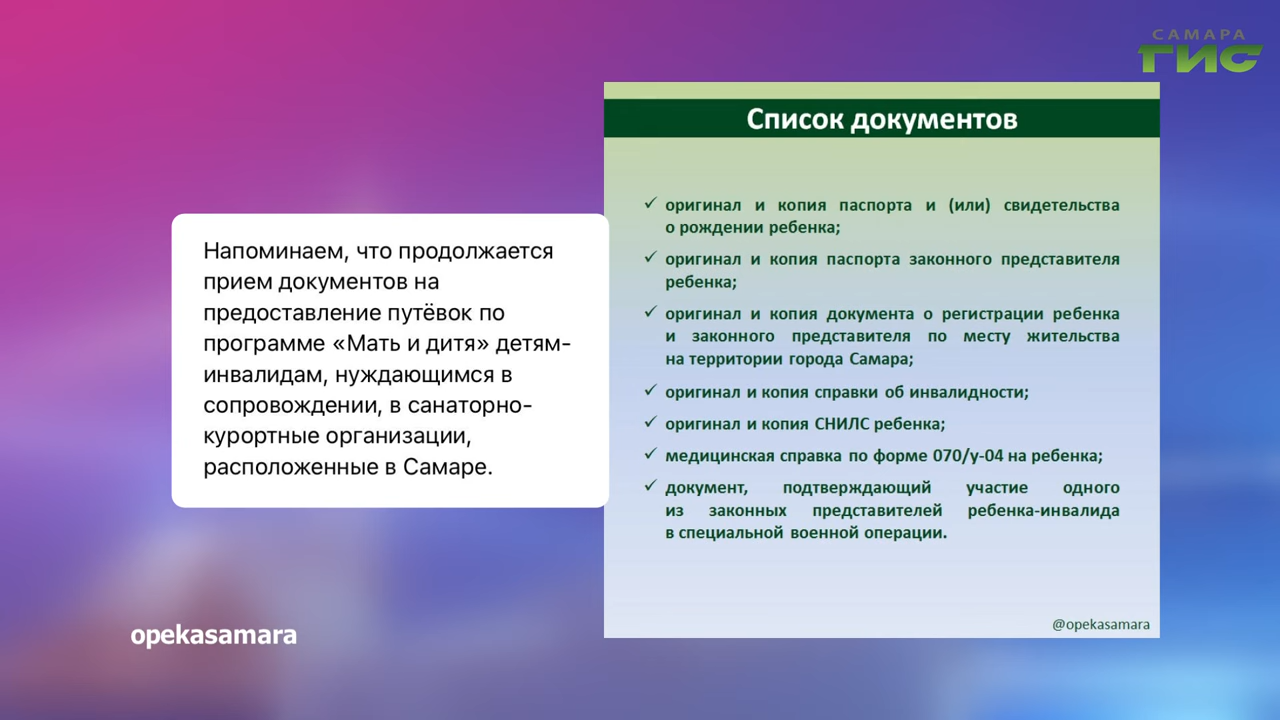 САМАРА
ГИС
Список документов
Напоминаем, что продолжается
прием документов на
предоставление путёвок по
программе «Мать и дитя» детям-
инвалидам, нуждающимся в
сопровождении, в санаторно-
курортные организации,
расположенные в Самаре.
✓ оригинал и копия паспорта и (или) свидетельства
о рождении ребенка;
✓ оригинал и копия паспорта законного представителя
ребенка;
✓ оригинал и копия документа о регистрации ребенка
и законного представителя по месту жительства
на территории города Самара;
✓ оригинал и копия справки об инвалидности;
✓ оригинал и копия СНИЛС ребенка;
✓ медицинская справка по форме 070/у-04 на ребенка;
✓ документ, подтверждающий участие одного
из законных представителей ребенка-инвалида
в специальной военной операции.
@opekasamara
opekasamara